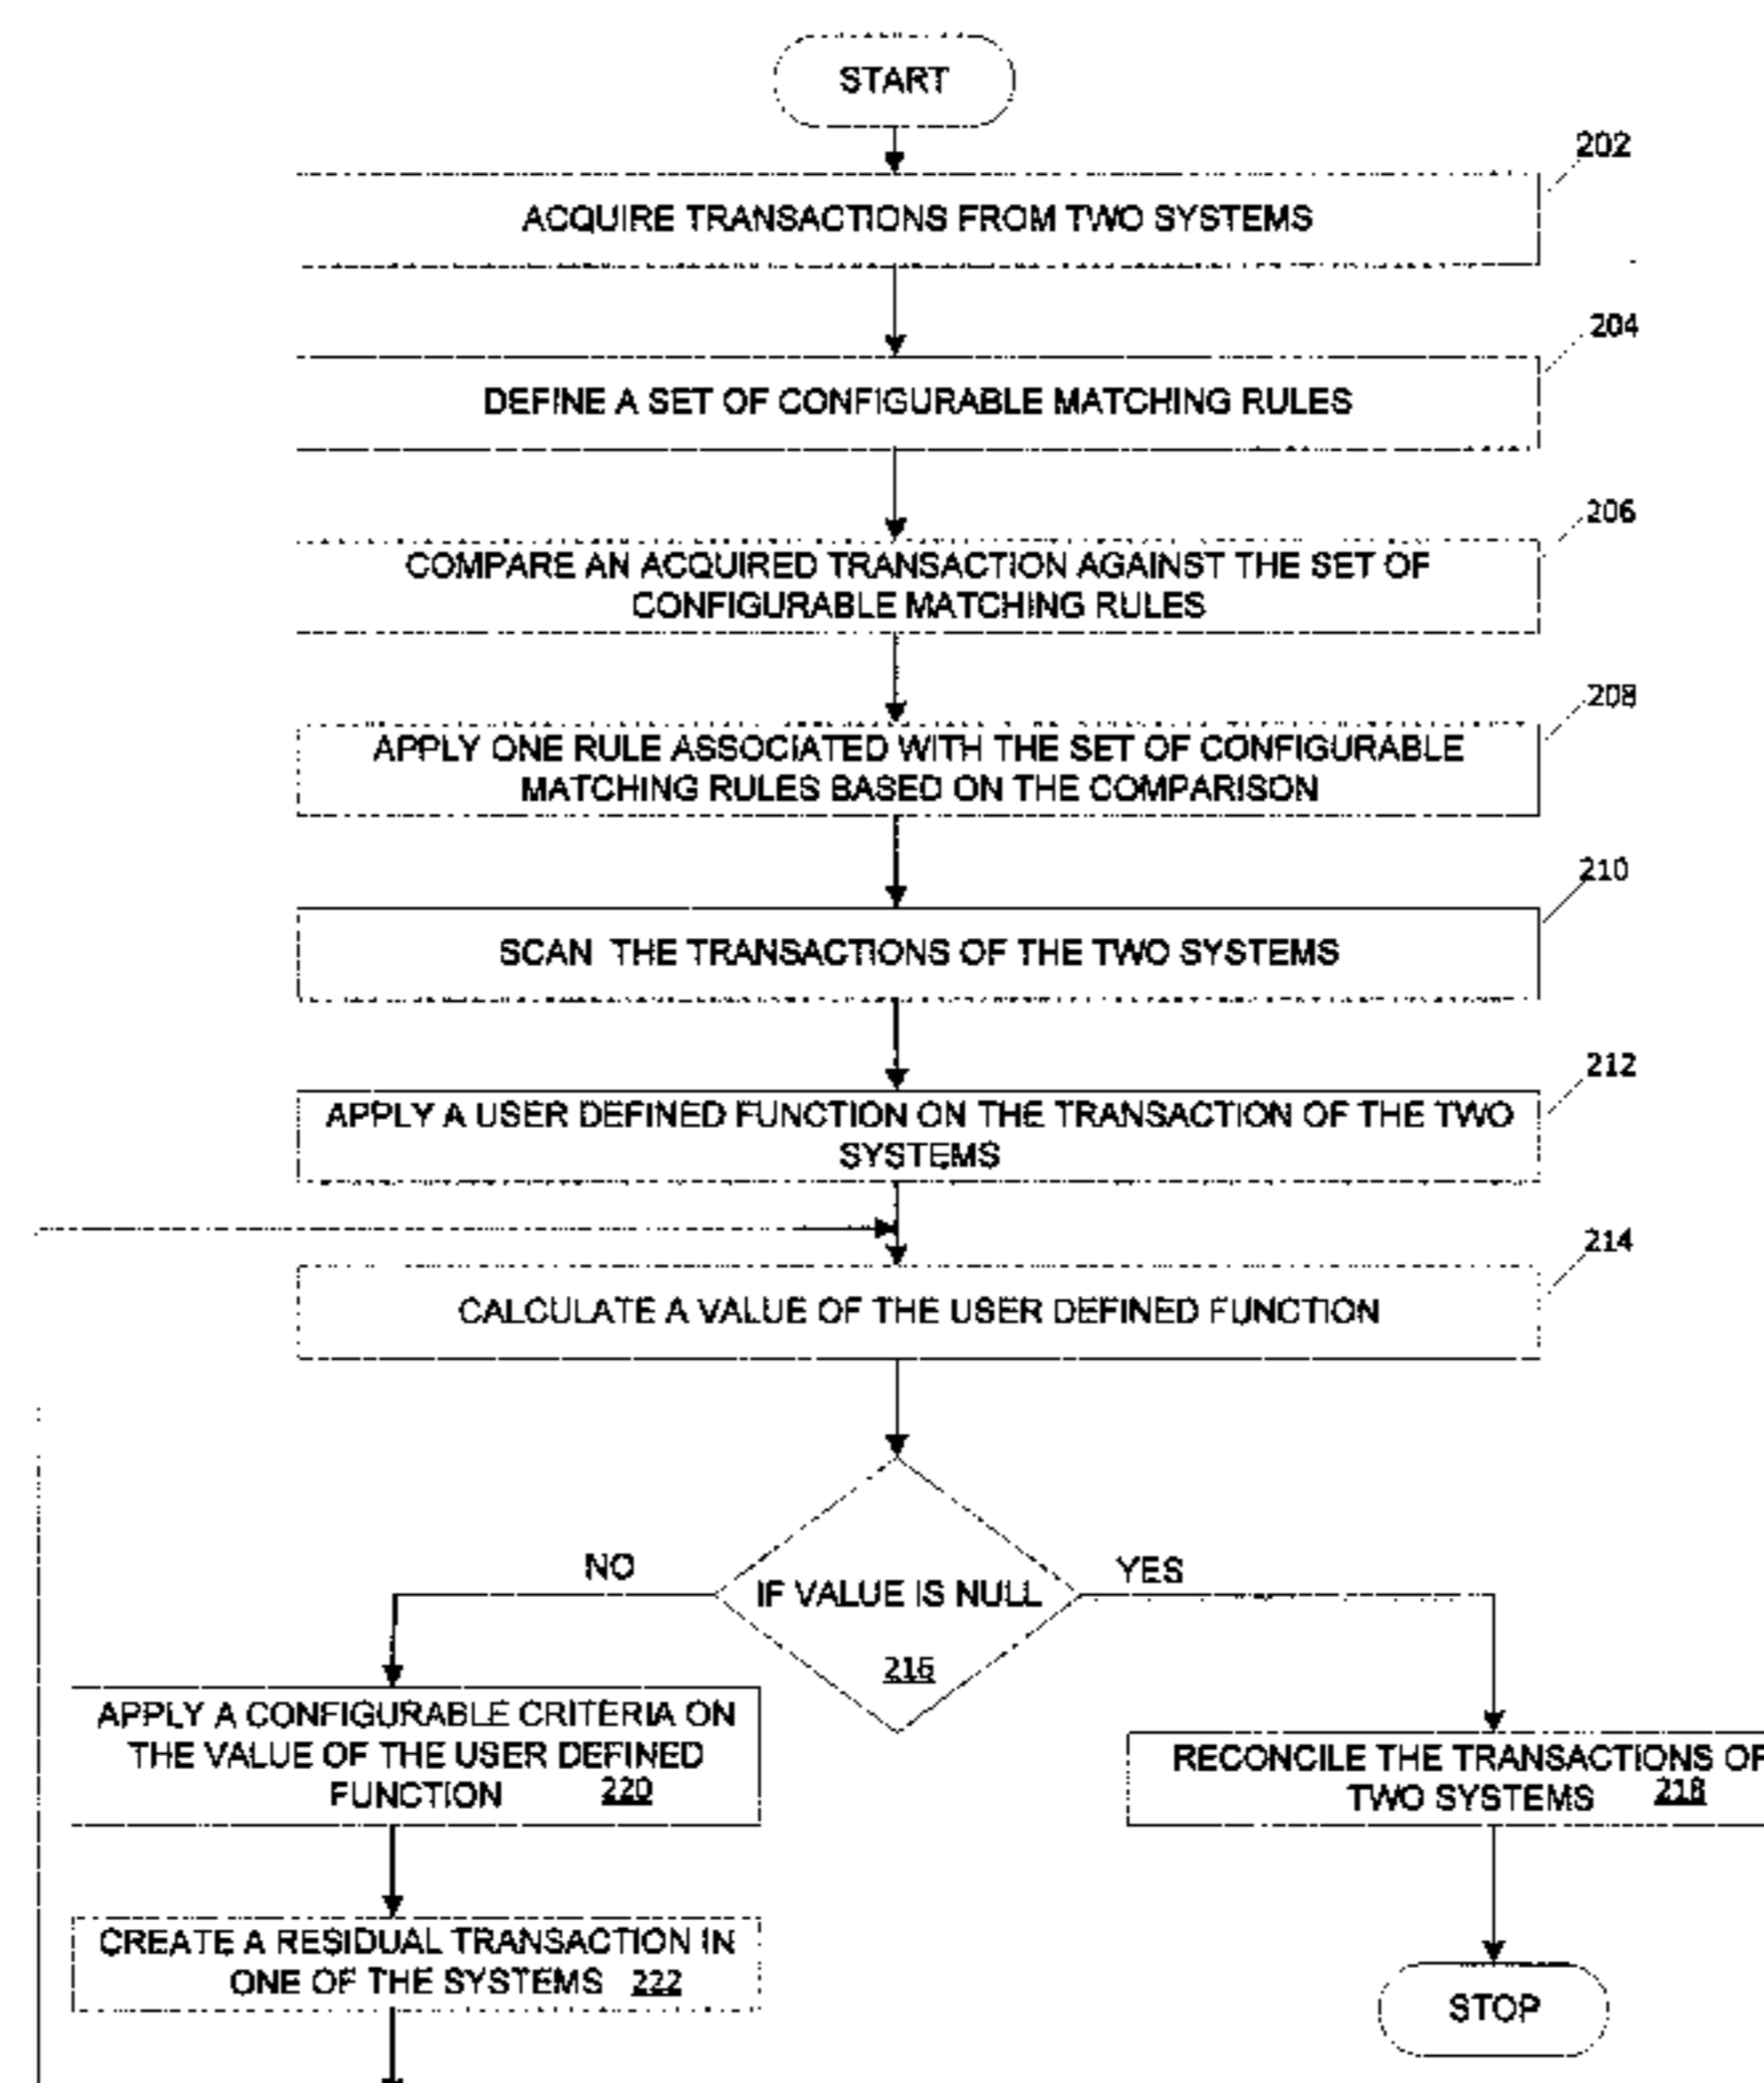 START
202
ACQUIRE TRANSACTIONS FROM TWO SYSTEMS
204
DEFINE A SET OF CONFIGURABLE MATCHING RULES
206
COMPARE AN ACQUIRED TRANSACTION AGAINST THE SET OF
CONFIGURABLE MATCHING RULES
208
APPLY ONE RULE ASSOCIATED WITH THE SET OF CONFIGURABLE
MATCHING RULES BASED ON THE COMPARISON
210
SCAN THE TRANSACTIONS OF THE TWO SYSTEMS
212
APPLY A USER DEFINED FUNCTION ON THE TRANSACTION OF THE TWO
SYSTEMS
214
CALCULATE A VALUE OF THE USER DEFINED FUNCTION
NO
YES
IF VALUE IS NULL
216
APPLY A CONFIGURABLE CRITERIA ON
THE VALUE OF THE USER DEFINED
FUNCTION 220
RECONCILE THE TRANSACTIONS OF
TWO SYSTEMS 218
CREATE A RESIDUAL TRANSACTION IN
ONE OF THE SYSTEMS 222
STOP